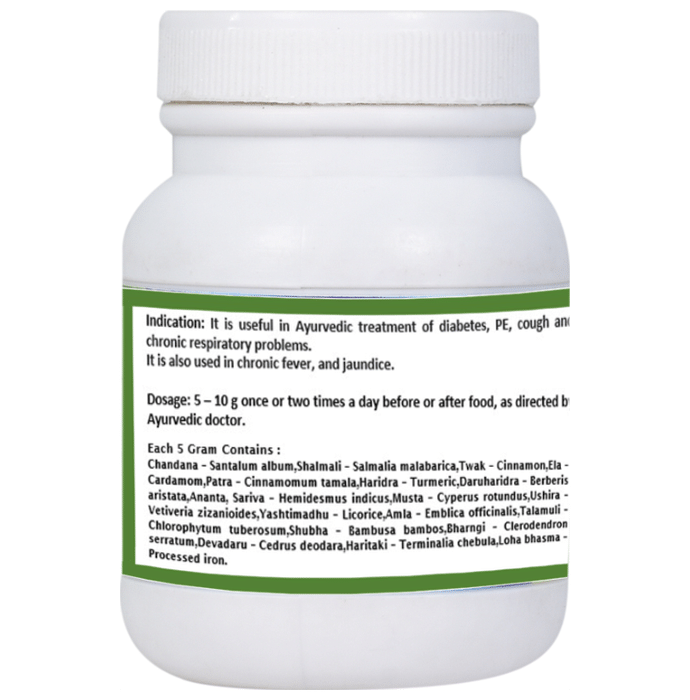 Indication: It is useful in Ayurvedic treatment of diabetes, PE, cough and
chronic respiratory problems.
It is also used in chronic fever, and jaundice.
Dosage: 5 – 10 g once or two times a day before or after food, as directed b
Ayurvedic doctor.
Each 5 Gram Contains :
Chandana - Santalum album,Shalmali - Salmalia malabarica,Twak - Cinnamon,Ela -
Cardamom,Patra - Cinnamomum tamala,Haridra - Turmeric,Daruharidra - Berberis
aristata,Ananta, Sariva - Hemidesmus indicus,Musta - Cyperus rotundus,Ushira -
Vetiveria zizanioides,Yashtimadhu - Licorice,Amla - Emblica officinalis,Talamuli -
Chlorophytum tuberosum,Shubha - Bambusa bambos,Bharngi - Clerodendron
serratum,Devadaru - Cedrus deodara,Haritaki - Terminalia chebula,Loha bhasma -
Processed iron.